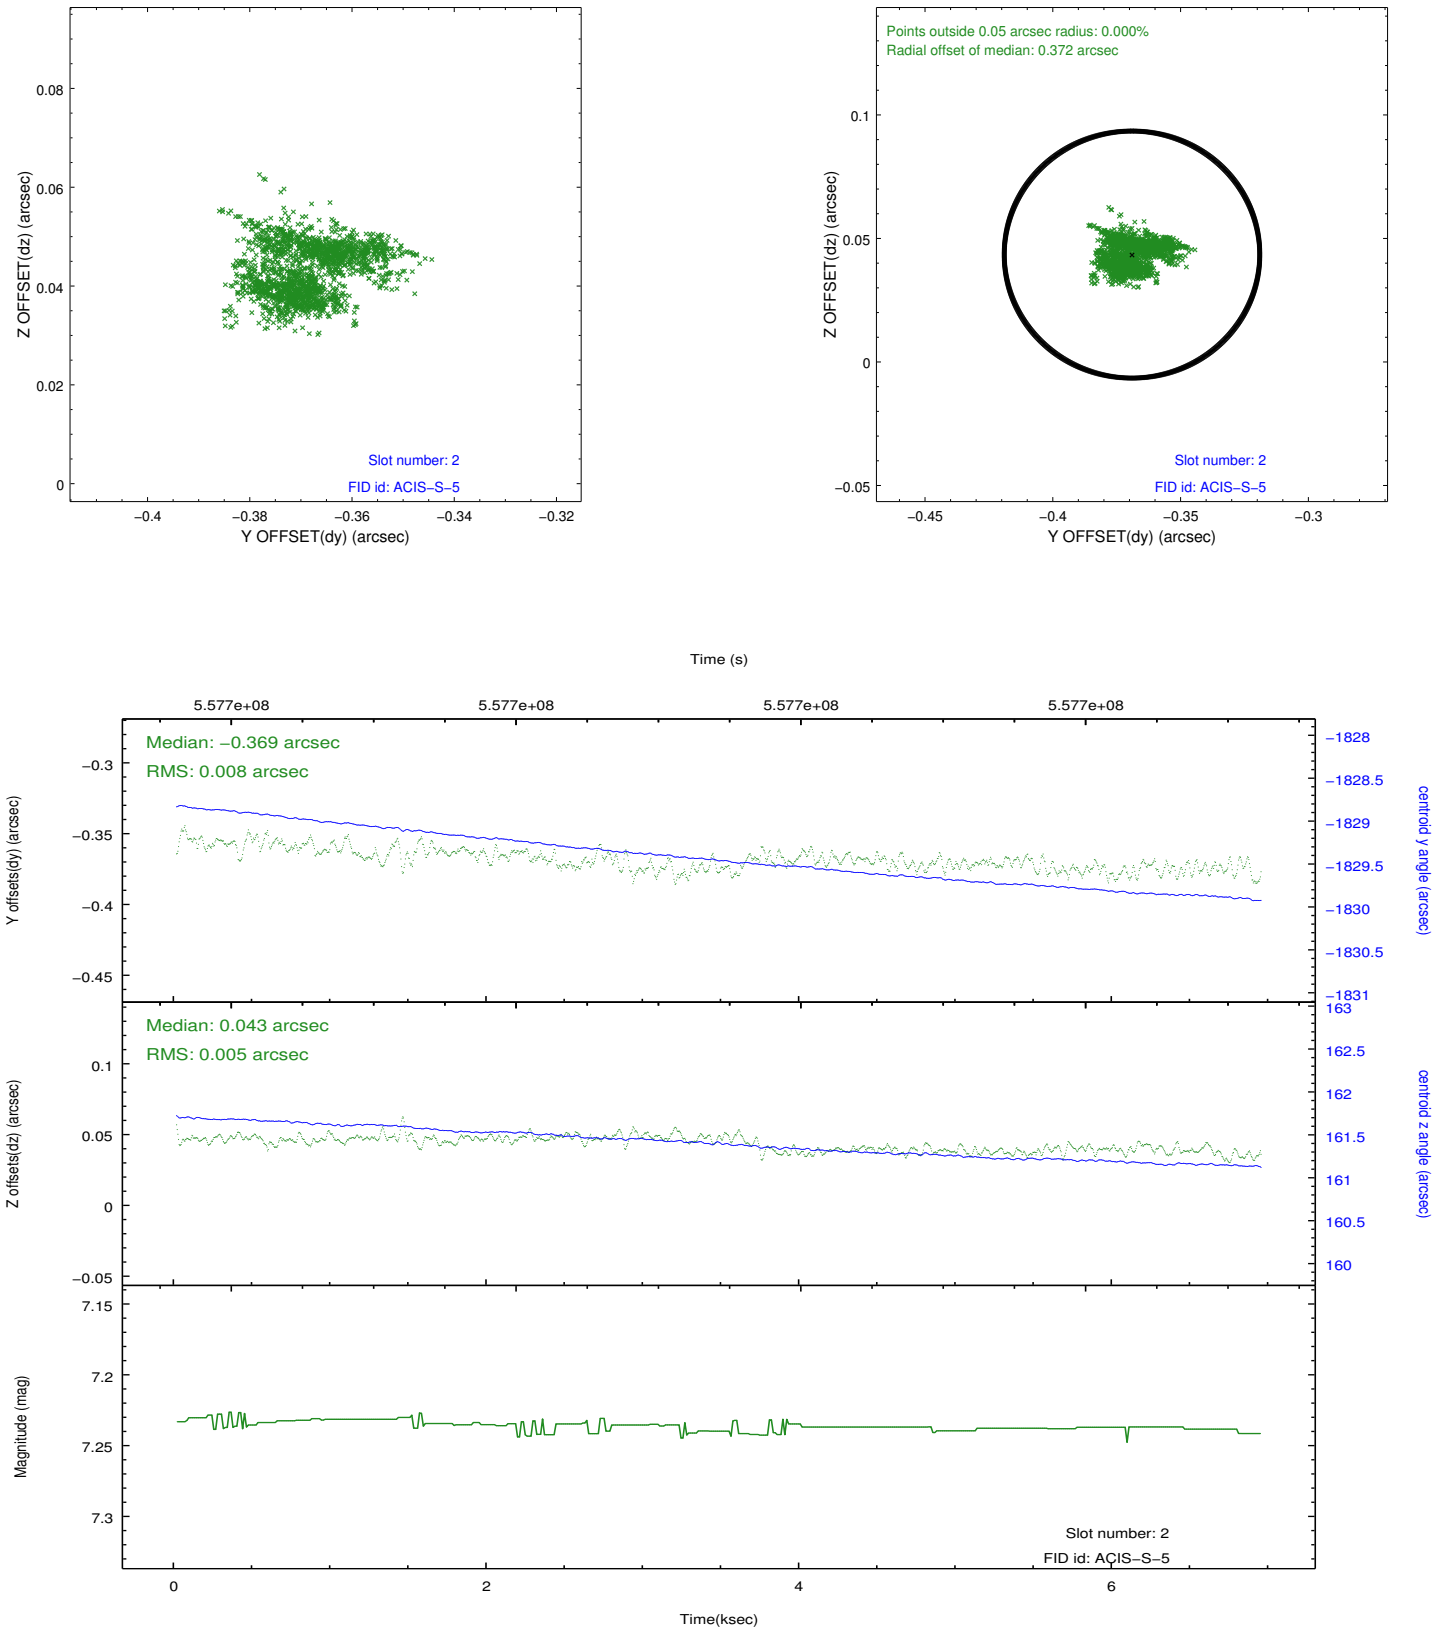 0.08
0.06
0.04
0.02
0
Z OFFSET(dz) (arcsec)
Slot number: 2
FID id: ACIS−S−5
−0.4 −0.38 −0.36 −0.34 −0.32
Y OFFSET(dy) (arcsec)
Points outside 0.05 arcsec radius: 0.000%
Radial offset of median: 0.372 arcsec
0.1
0.05
0
−0.05
Z OFFSET(dz) (arcsec)
Slot number: 2
FID id: ACIS−S−5
−0.45 −0.4 −0.35 −0.3
Y OFFSET(dy) (arcsec)
Time (s)
5.577e+08 5.577e+08 5.577e+08 5.577e+08
Median: −0.369 arcsec
RMS: 0.008 arcsec
−0.3
−0.35
−0.4
−0.45
Y offsets(dy) (arcsec)
−1828
−1828.5
−1829
−1829.5
−1830
−1830.5
−1831
centroid y angle (arcsec)
Median: 0.043 arcsec
RMS: 0.005 arcsec
0.1
0.05
0
−0.05
Z offsets(dz) (arcsec)
163
162.5
162
161.5
161
160.5
160
centroid z angle (arcsec)
7.15
7.2
7.25
7.3
Magnitude (mag)
Slot number: 2
FID id: ACIS−S−5
0 2 4 6
Time(ksec)